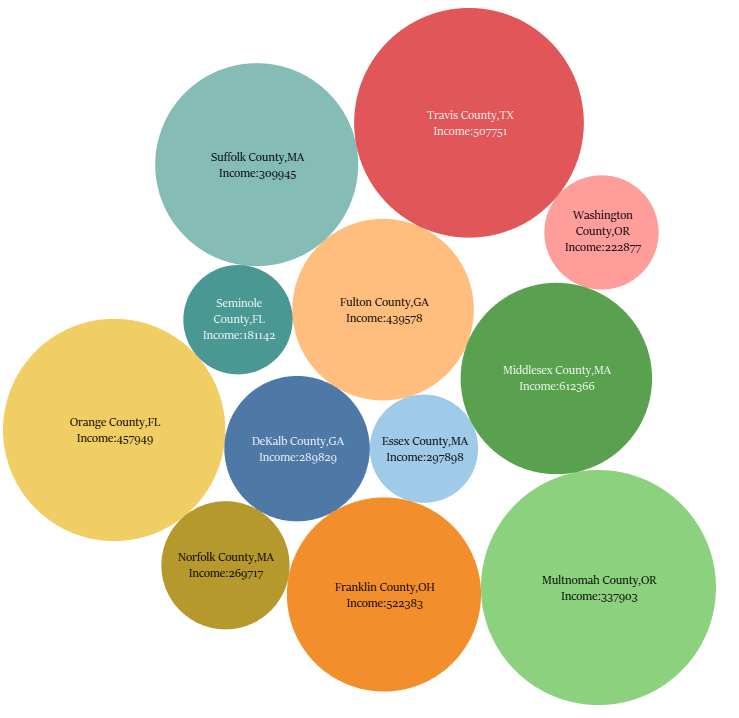 Travis County,TX
Income:507751
Suffolk County,MA
Income:309945
Washington
County,OR
Income:222877
Seminole
County,FL
Income:181142
Fulton County,GA
Income:439578
Middlesex County,MA
Income:612366
Orange County,FL
Income:457949
DeKalb County,GA
Income:289829
Essex County,MA
Income:297898
Norfolk County,MA
Income:269717
Franklin County,OH
Income:522383
Multnomah County,OR
Income:337903